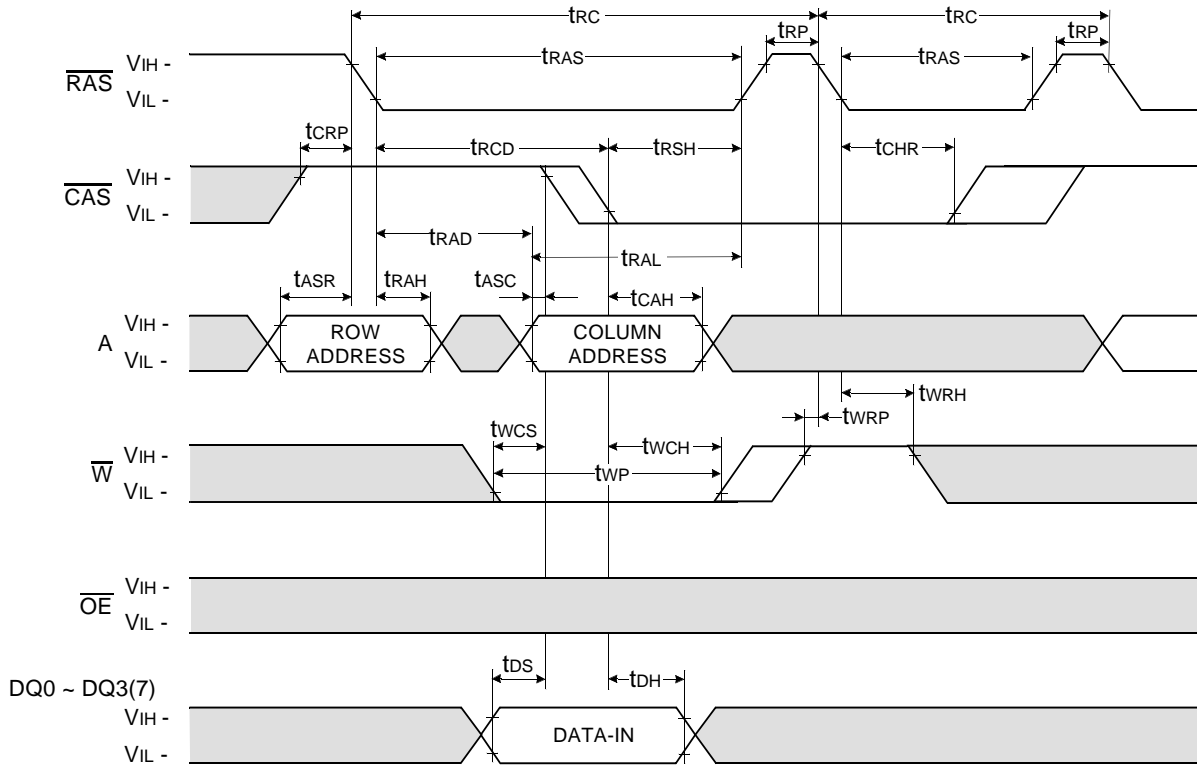 tRC tRC
tRP tRP
tRAS tRAS
RAS
VIH -
VIL -
tCRP tRCD tRSH tCHR
CAS
VIH -
VIL -
tRAD
tRAL
tASR tRAH tASC tCAH
A
VIH -
VIL -
ROW ADDRESS
COLUMN ADDRESS
tWRH
tWRP
tWCS tWCH
tWP
W
VIH -
VIL -
OE
VIH -
VIL -
tDS tDH
DQ0 ~ DQ3(7)
VIH -
VIL -
DATA-IN